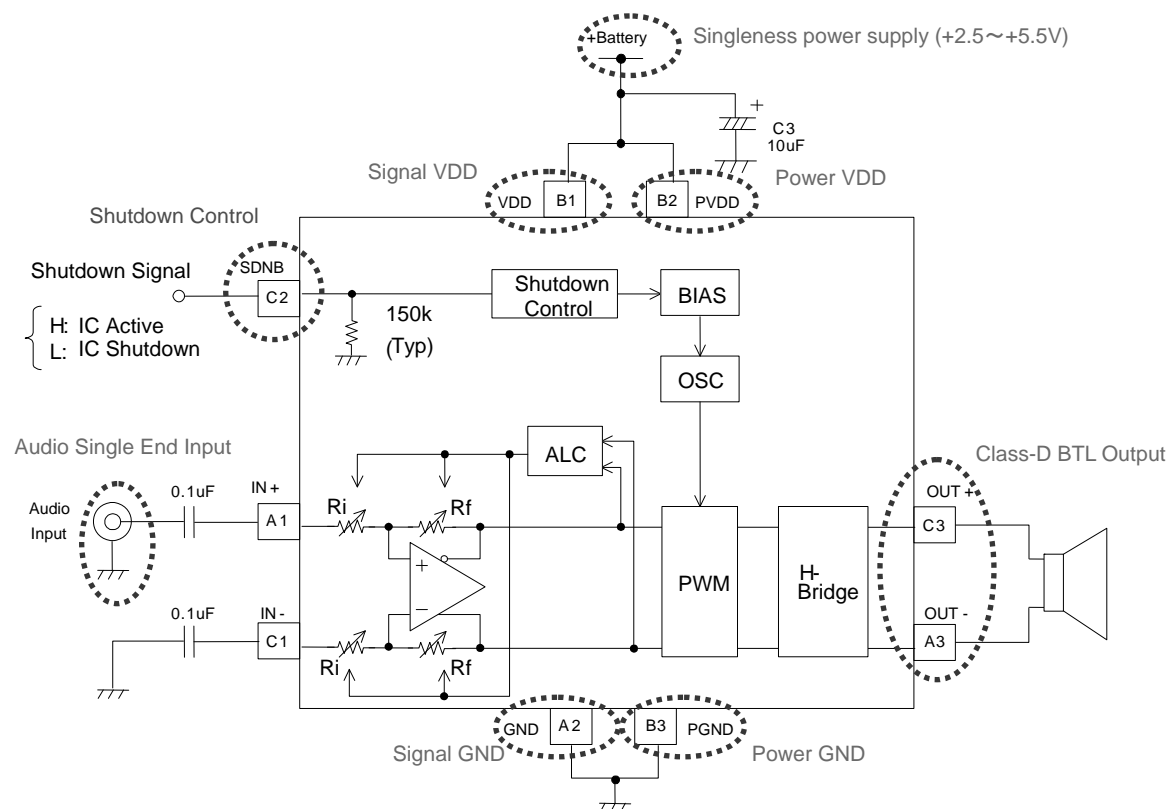 +Battery
Singleness power supply (+2.5～+5.5V)
+
C3
10uF
Signal VDD
Power VDD
VDD
B1
B2
PVDD
Shutdown Control
SDNB
Shutdown Signal
C2
H: IC Active
L: IC Shutdown
150k
(Typ)
Shutdown
Control
BIAS
OSC
Audio Single End Input
ALC
Class-D BTL Output
0.1uF
IN+
Audio
Input
A1
Ri
Rf
OUT+
C3
+
-
PWM
H-
Bridge
0.1uF
IN-
C1
Ri
Rf
OUT-
A3
GND
A2
B3
PGND
Signal GND
Power GND